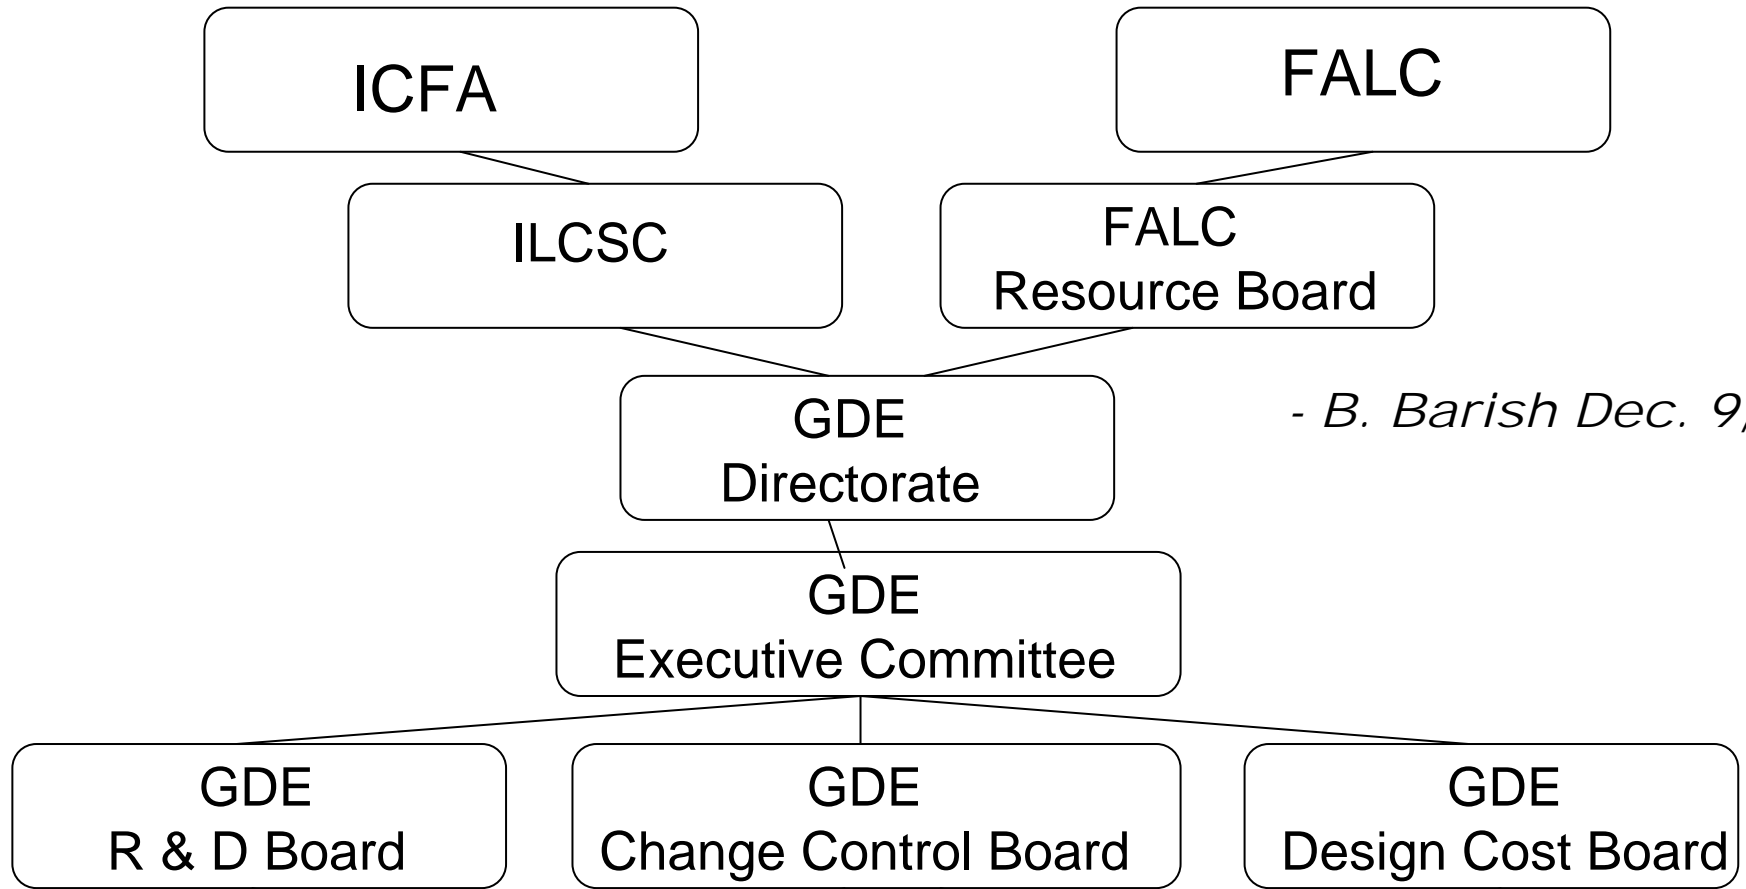 ICFA
FALC
ILCSC
FALC
Resource Board
GDE
Directorate
- B. Barish Dec. 9,
GDE
Executive Committee
GDE
R & D Board
GDE
Change Control Board
GDE
Design Cost Board